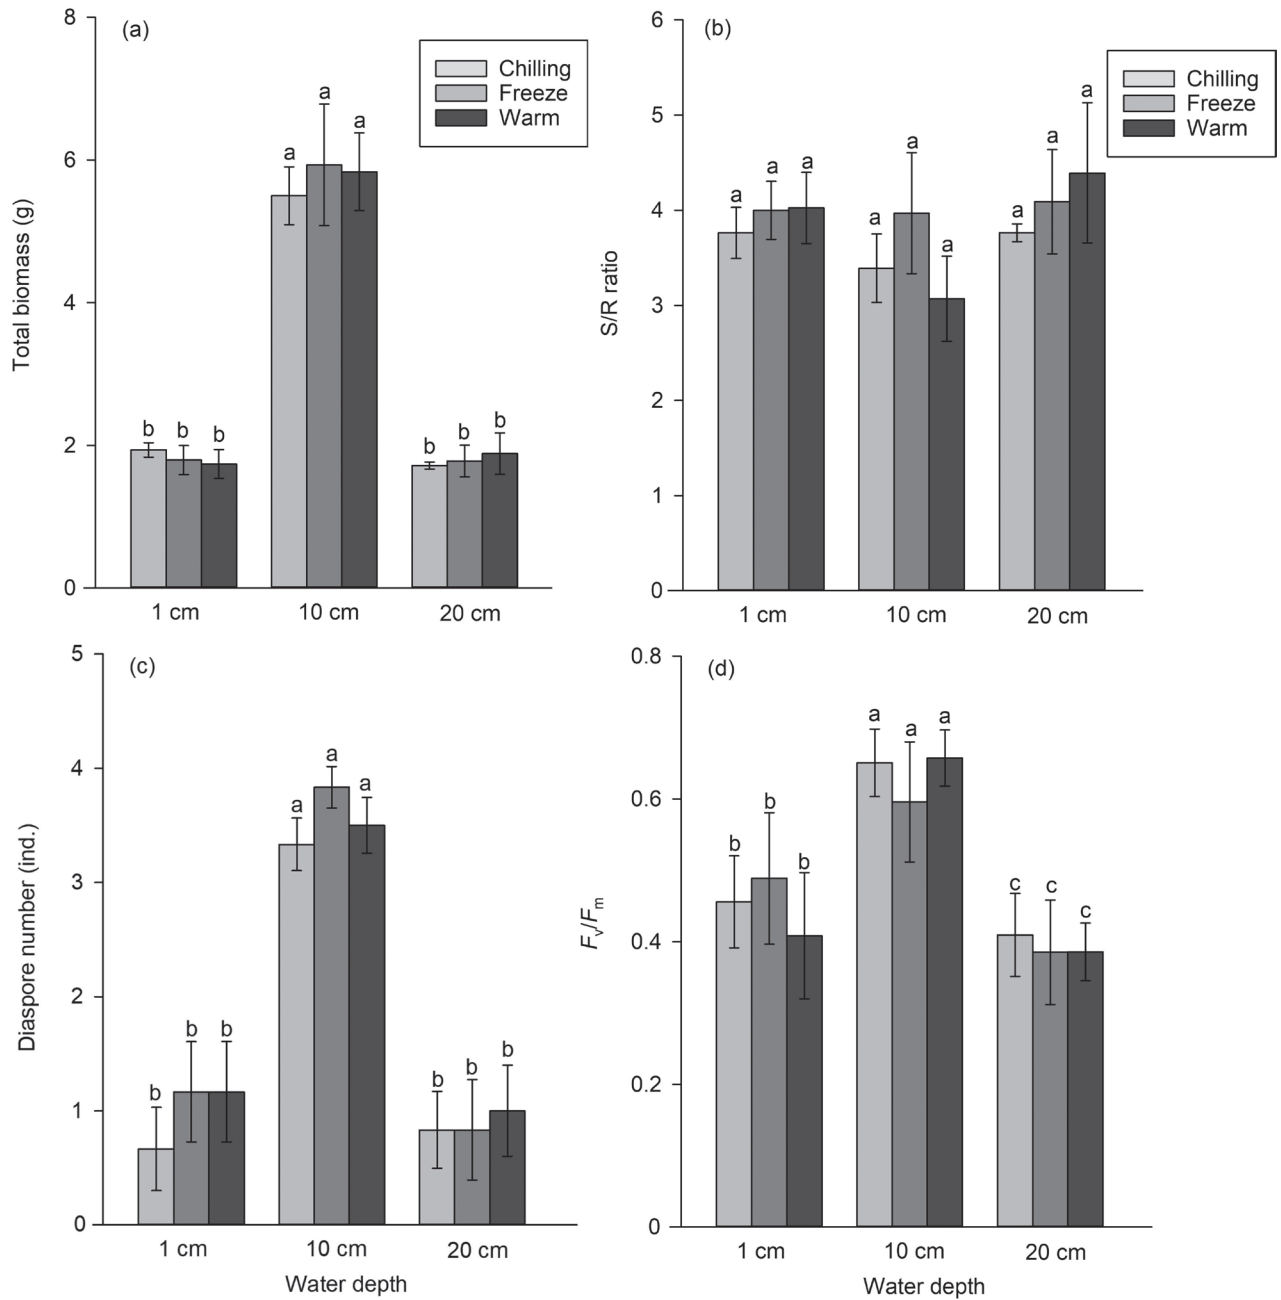 (a)
8
6
4
2
0
Total biomass (g)
Chilling
Freeze
Warm
b b b
a a a
b b b
1 cm 10 cm 20 cm
(b)
6
5
4
3
2
1
0
S/R ratio
Chilling
Freeze
Warm
a a a
a a a
a a a
1 cm 10 cm 20 cm
(c)
5
4
3
2
1
0
Diaspore number (ind.)
b b b
a a a
b b b
1 cm 10 cm 20 cm
Water depth
(d)
0.8
0.6
0.4
0.2
0
Fv/Fm
b b b
a a a
c c c
1 cm 10 cm 20 cm
Water depth